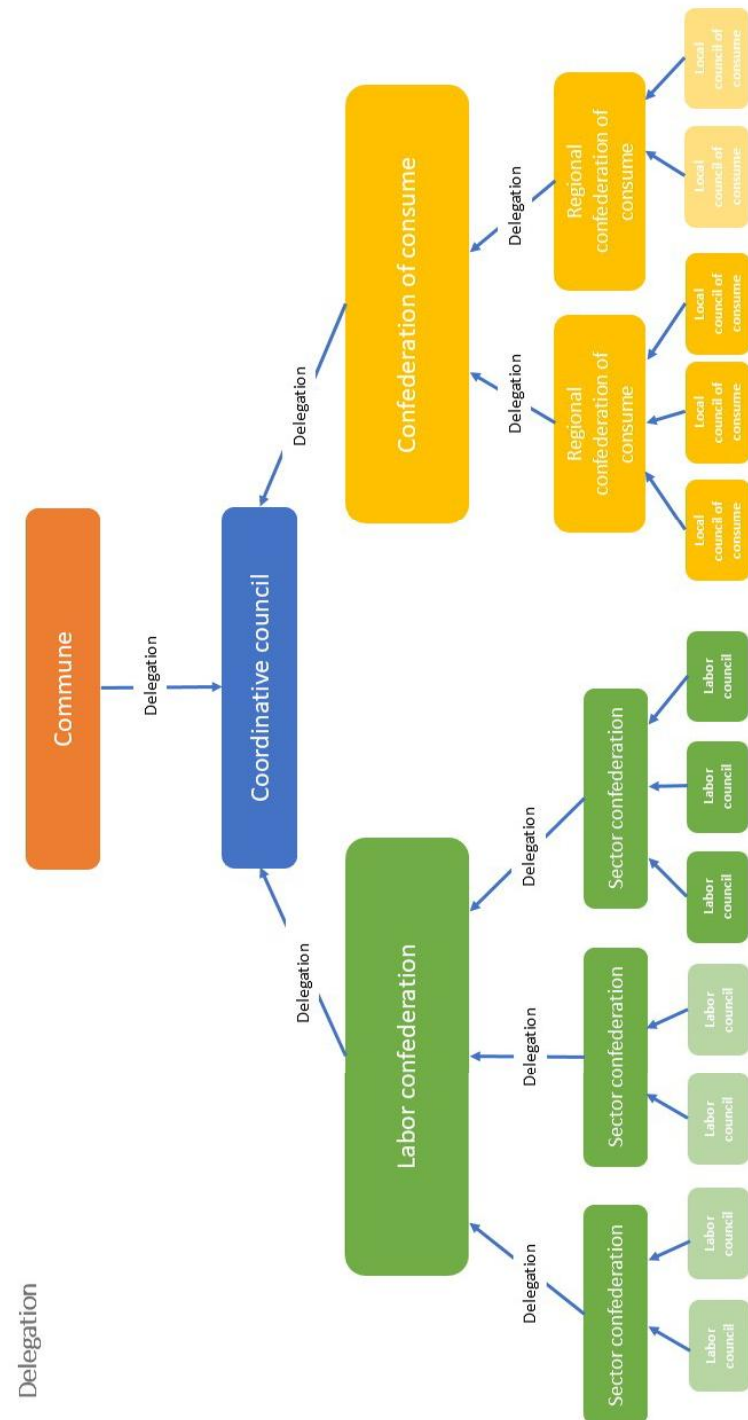 Delegation
Commune
Delegation
Coordinative council
Delegation
Delegation
Labor confederation
Confederation of consume
Delegation
Delegation
Delegation
Delegation
Delegation
Sector confederation
Sector confederation
Sector confederation
Regional
confederation of
consume
Regional
confederation of
consume
Labor
council
Labor
council
Labor
council
Labor
council
Labor
council
Labor
council
Labor
council
Local
council of
consume
Local
council of
consume
Local
council of
consume
Local
council of
consume
Local
council of
consume